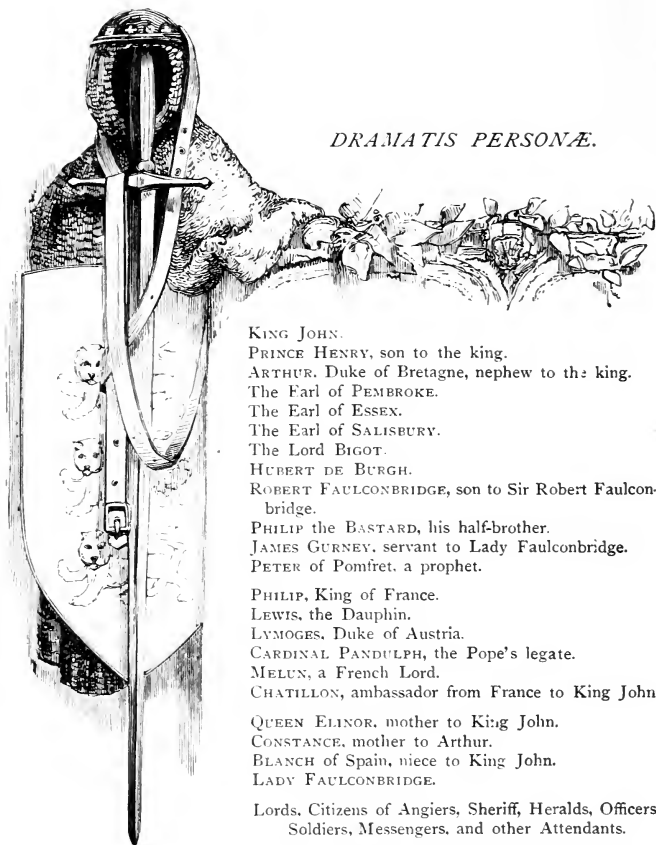 DRAMATIS PERSONÆ.
KING JOHN.
PRINCE HENRY, son to the king.
ARTHUR, Duke of Bretagne, nephew to the king.
The Earl of PEMBROKE.
The Earl of ESSEX.
The Earl of SALISBURY.
The Lord BIGOT.
HUBERT DE BURGH.
ROBERT FAULCONBRIDGE, son to Sir Robert Faulcon-
bridge.
PHILIP the BASTARD, his half-brother.
JAMES GURNEY, servant to Lady Faulconbridge.
PETER of Pomfret, a prophet.
PHILIP, King of France.
LEWIS, the Dauphin.
LYMOGES, Duke of Austria.
CARDINAL PANDULPH, the Pope's legate.
MELUN, a French Lord.
CHATILLON, ambassador from France to King John
QUEEN ELINOR, mother to King John.
CONSTANCE, mother to Arthur.
BLANCH of Spain, niece to King John.
LADY FAULCONBRIDGE.
Lords, Citizens of Angiers, Sheriff, Heralds, Officers
Soldiers, Messengers, and other Attendants.